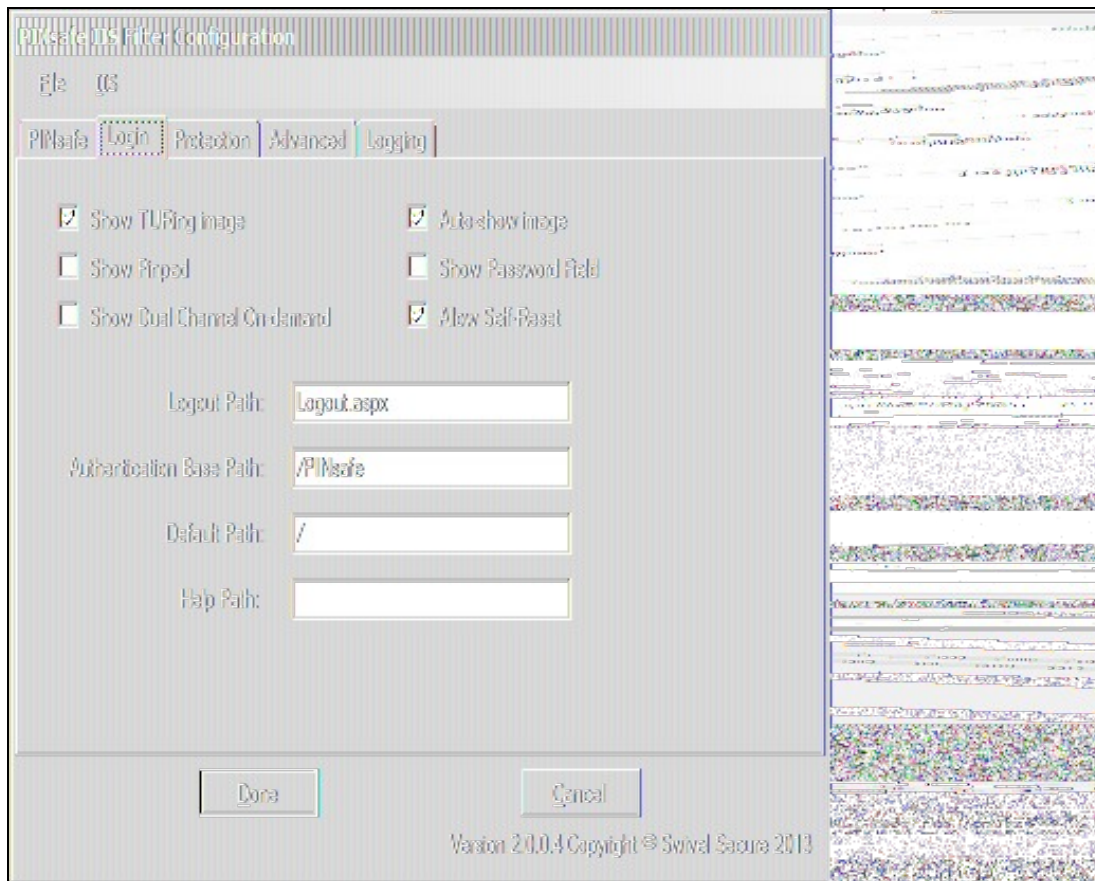 PINsafe IIS Filter Configuration
File OS
PINsafe Login Protection Advanced Logging
Show TURing image Auto-show image
Show Pinpad Show Password Field
Show Dual Channel On-demand Allow Self-Reset
Logout Path: Logout.aspx
Authentication Base Path: /PINsafe
Default Path: /
Help Path:
Done Cancel
Version 2.0.0.4 Copyright © Swivel Secure 2013